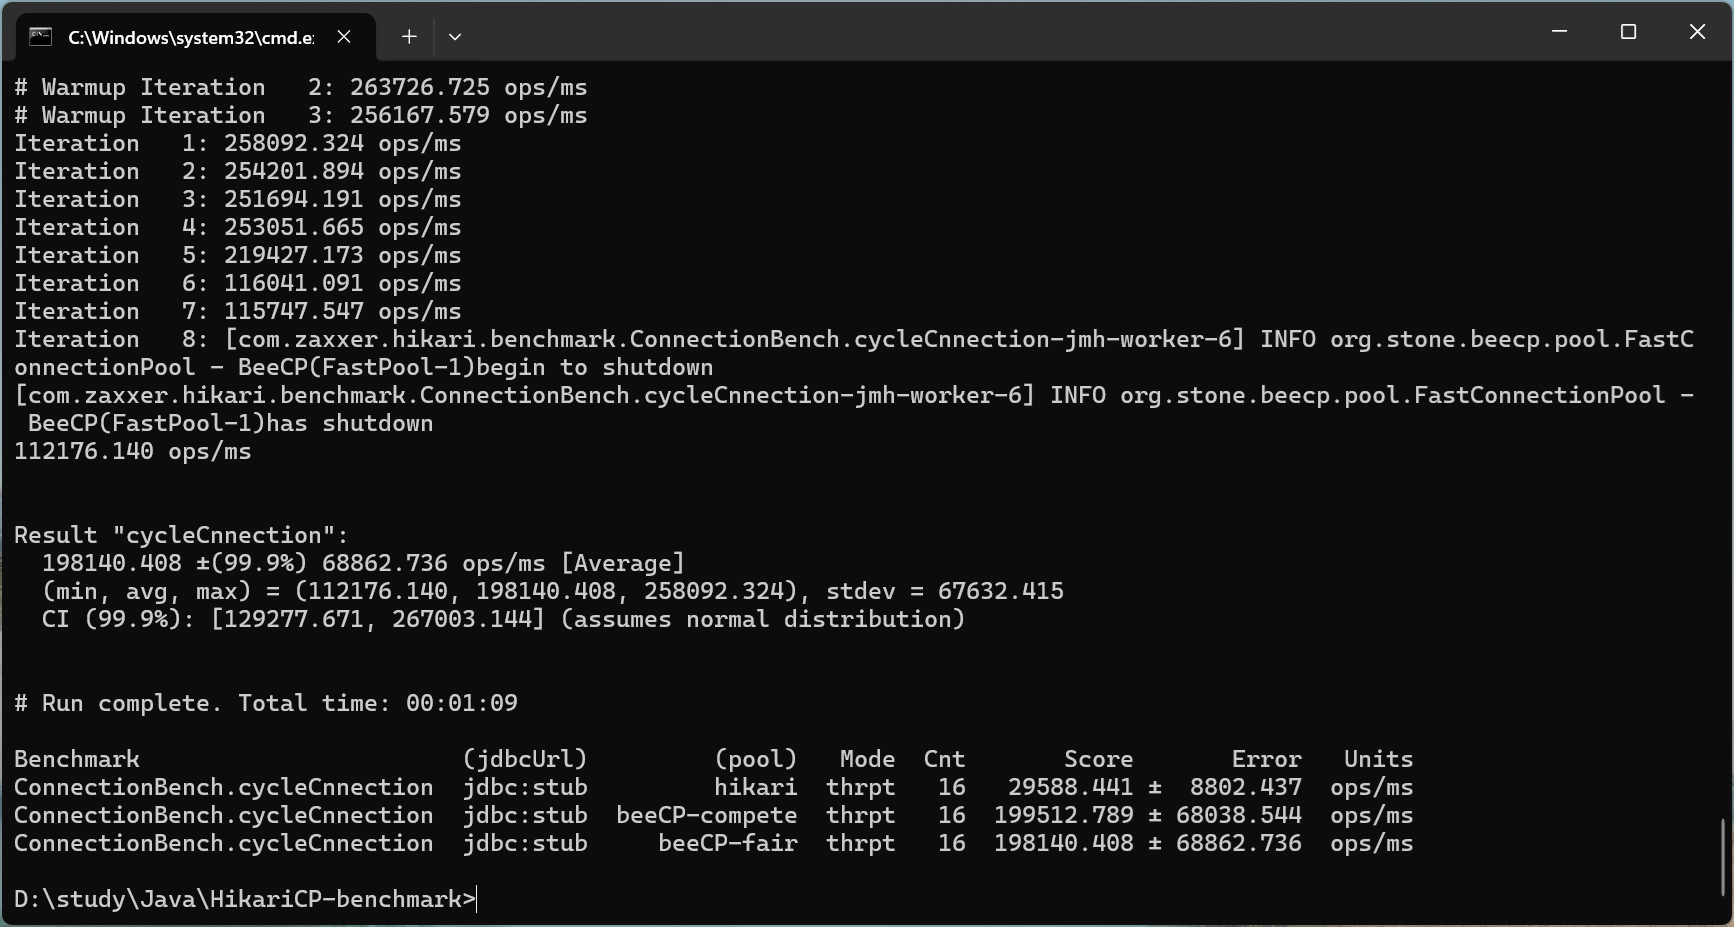 C:\Windows\system32\cmd.e
# Warmup Iteration   2: 263726.725 ops/ms
# Warmup Iteration   3: 256167.579 ops/ms
Iteration   1: 258092.324 ops/ms
Iteration   2: 254201.894 ops/ms
Iteration   3: 251694.191 ops/ms
Iteration   4: 253051.665 ops/ms
Iteration   5: 219427.173 ops/ms
Iteration   6: 116041.091 ops/ms
Iteration   7: 115747.547 ops/ms
Iteration   8: [com.zaxxer.hikari.benchmark.ConnectionBench.cycleCnnection-jmh-worker-6] INFO org.stone.beecp.pool.FastC
onnectionPool - BeeCP(FastPool-1)begin to shutdown
[com.zaxxer.hikari.benchmark.ConnectionBench.cycleCnnection-jmh-worker-6] INFO org.stone.beecp.pool.FastConnectionPool -
 BeeCP(FastPool-1)has shutdown
112176.140 ops/ms
Result "cycleCnnection":
  198140.408 ±(99.9%) 68862.736 ops/ms [Average]
  (min, avg, max) = (112176.140, 198140.408, 258092.324), stdev = 67632.415
  CI (99.9%): [129277.671, 267003.144] (assumes normal distribution)
# Run complete. Total time: 00:01:09
Benchmark                       (jdbcUrl)         (pool)   Mode  Cnt       Score       Error   Units
ConnectionBench.cycleCnnection  jdbc:stub         hikari  thrpt   16   29588.441 ±  8802.437  ops/ms
ConnectionBench.cycleCnnection  jdbc:stub  beeCP-compete  thrpt   16  199512.789 ± 68038.544  ops/ms
ConnectionBench.cycleCnnection  jdbc:stub     beeCP-fair  thrpt   16  198140.408 ± 68862.736  ops/ms
D:\study\Java\HikariCP-benchmark>